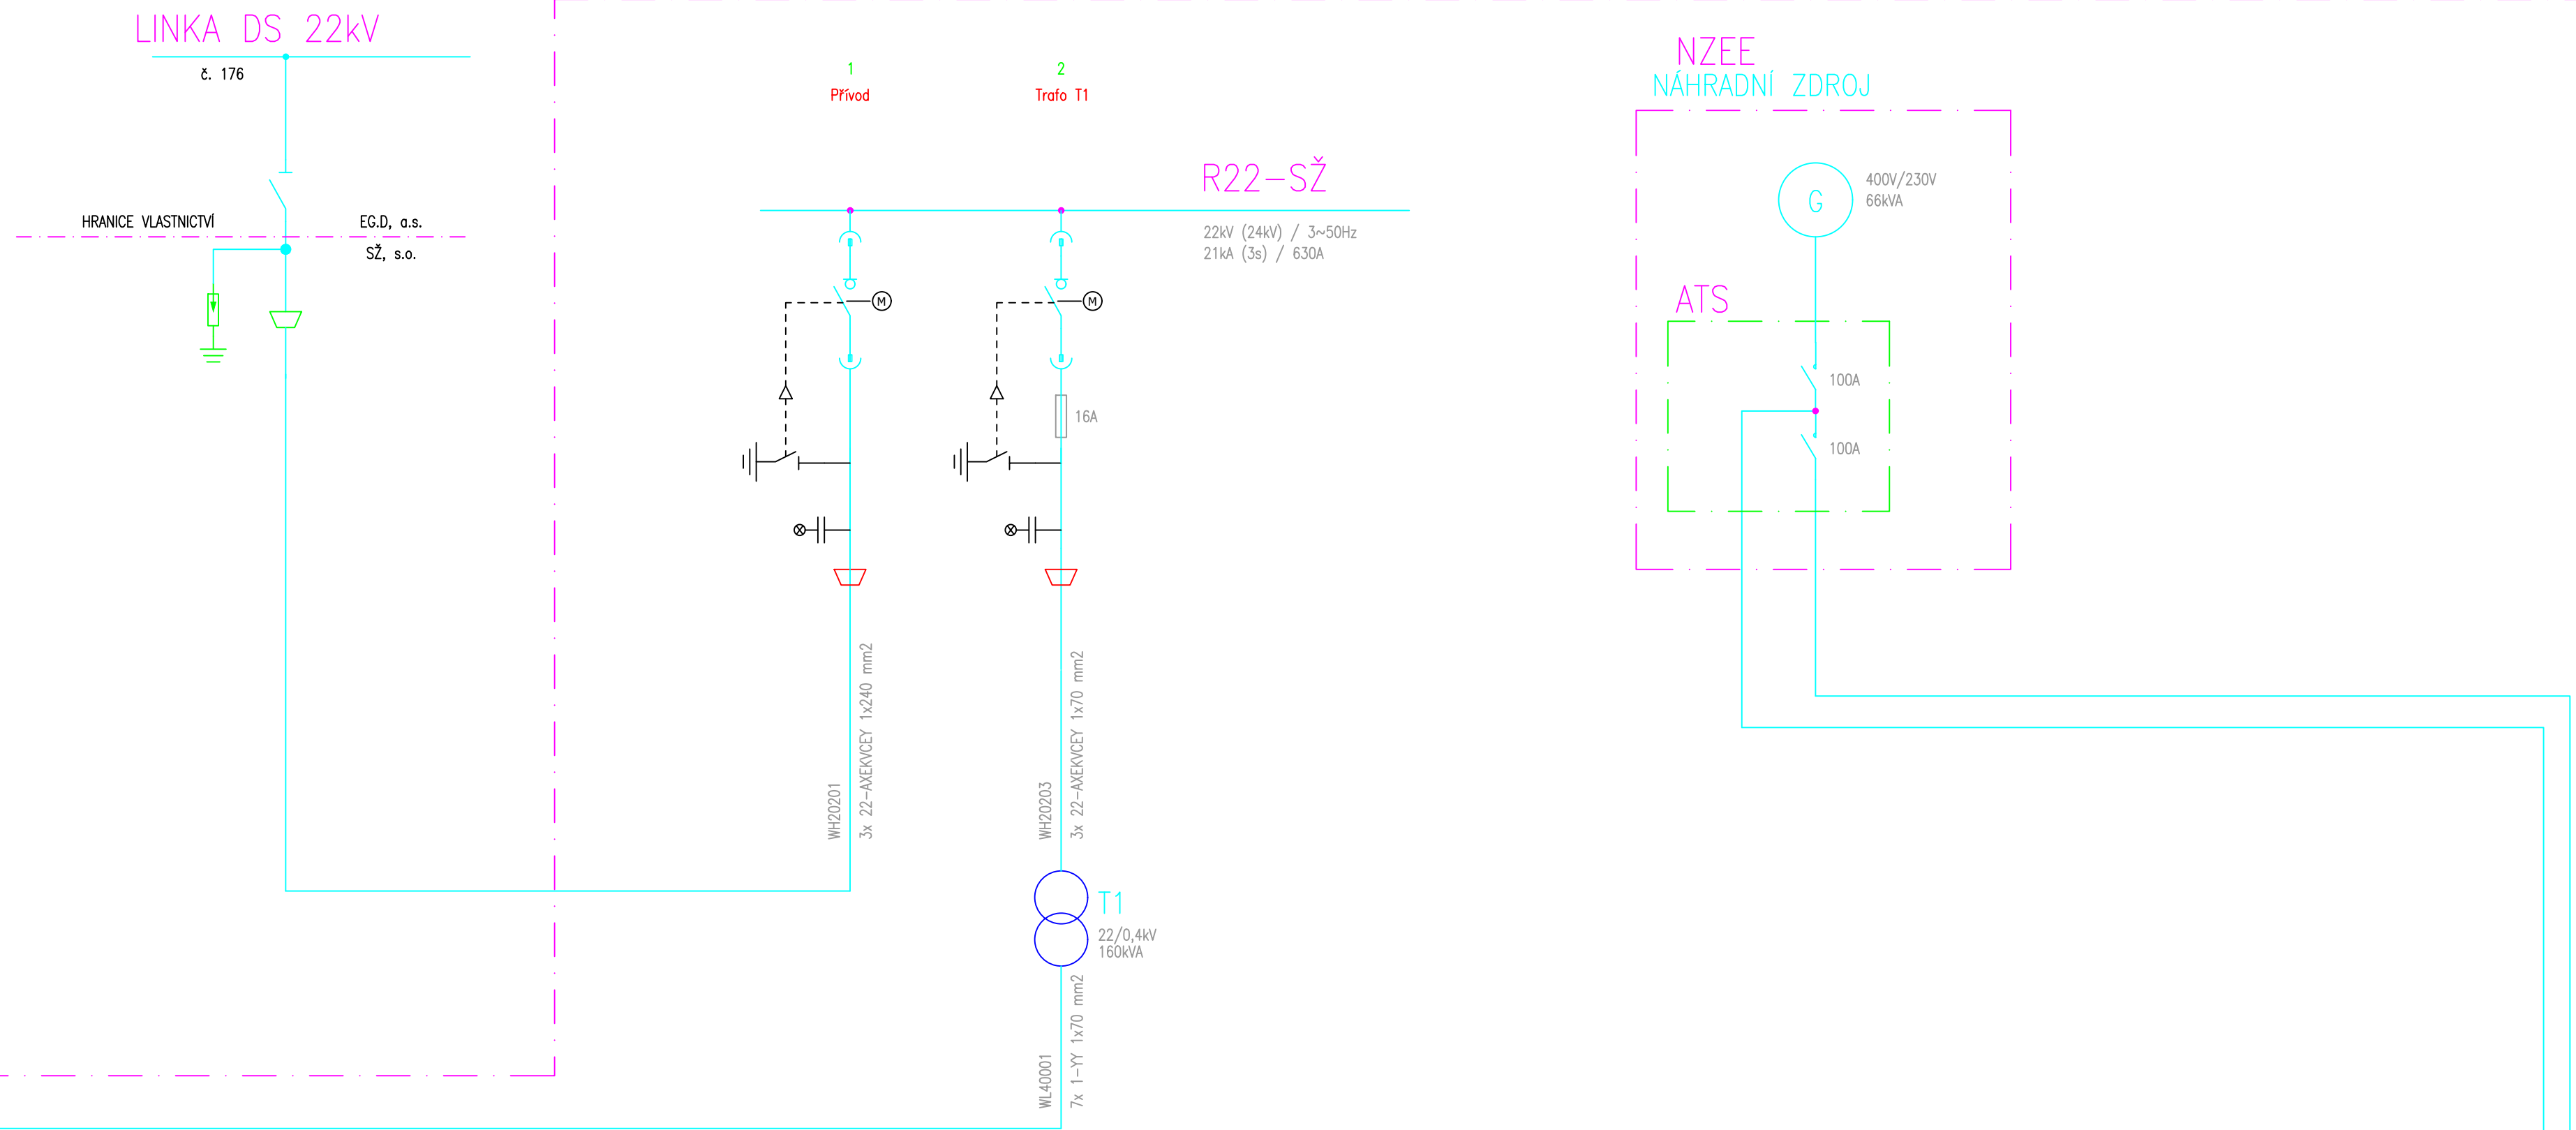 LINKA DS 22kV
č. 176
HRANICE VLASTNICTVÍ
EG.D, a.s.
SŽ, s.o.
1
Přívod
2
Trafo T1
R22-SŽ
22kV (24kV) / 3~50Hz
21kA (3s) / 630A
M
M
16A
WH20201
3x 22-AXEKVCEY 1x240 mm2
WH20203
3x 22-AXEKVCEY 1x70 mm2
T1
22/0,4kV
160kVA
WL40001
7x 1-YY 1x70 mm2
NZEE
NÁHRADNÍ ZDROJ
G
400V/230V
66kVA
ATS
100A
100A